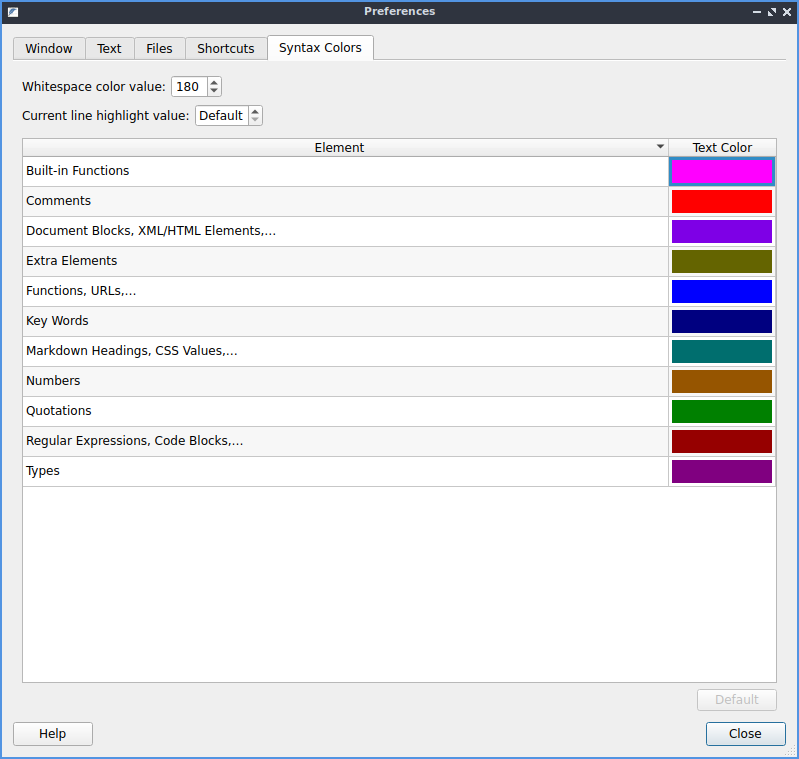 Preferences
Window Text Files Shortcuts Syntax Colors
Whitespace color value: 180
Current line highlight value: Default
Element Text Color
Built-in Functions
Comments
Document Blocks, XML/HTML Elements,...
Extra Elements
Functions, URLs,...
Key Words
Markdown Headings, CSS Values,...
Numbers
Quotations
Regular Expressions, Code Blocks,...
Types
Default
Help Close